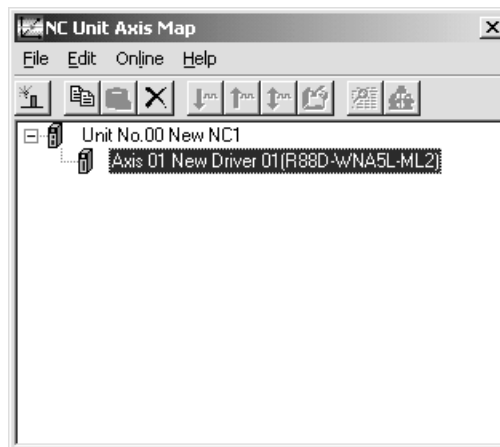 NC Unit Axis Map
File Edit Online Help
Unit No.00 New NC1
Axis 01 New Driver 01(R88D-WNA5L-ML2)